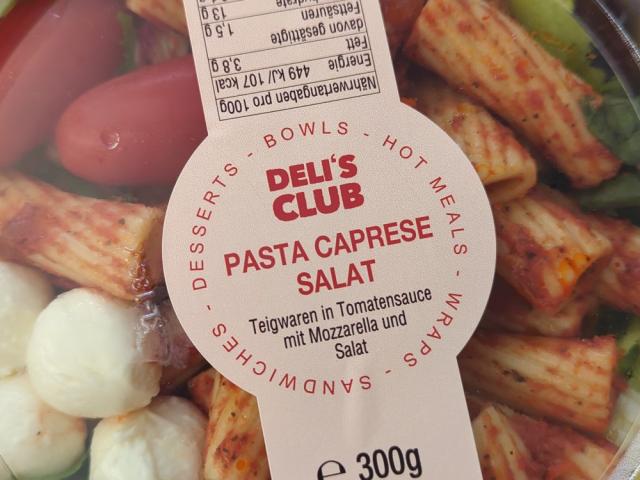 Nährwertangaben pro 100g
Energie 449 kJ/ 107 kcal
Fett 3,8 g
davon gesättigte
Fettsäuren 1,5 g
13 g
DESSERTS - BOWLS - HOT MEALS - WRAPS - SANDWICHES -
DELI'S
CLUB
PASTA CAPRESE
SALAT
Teigwaren in Tomatensauce
mit Mozzarella und
Salat
e 300g